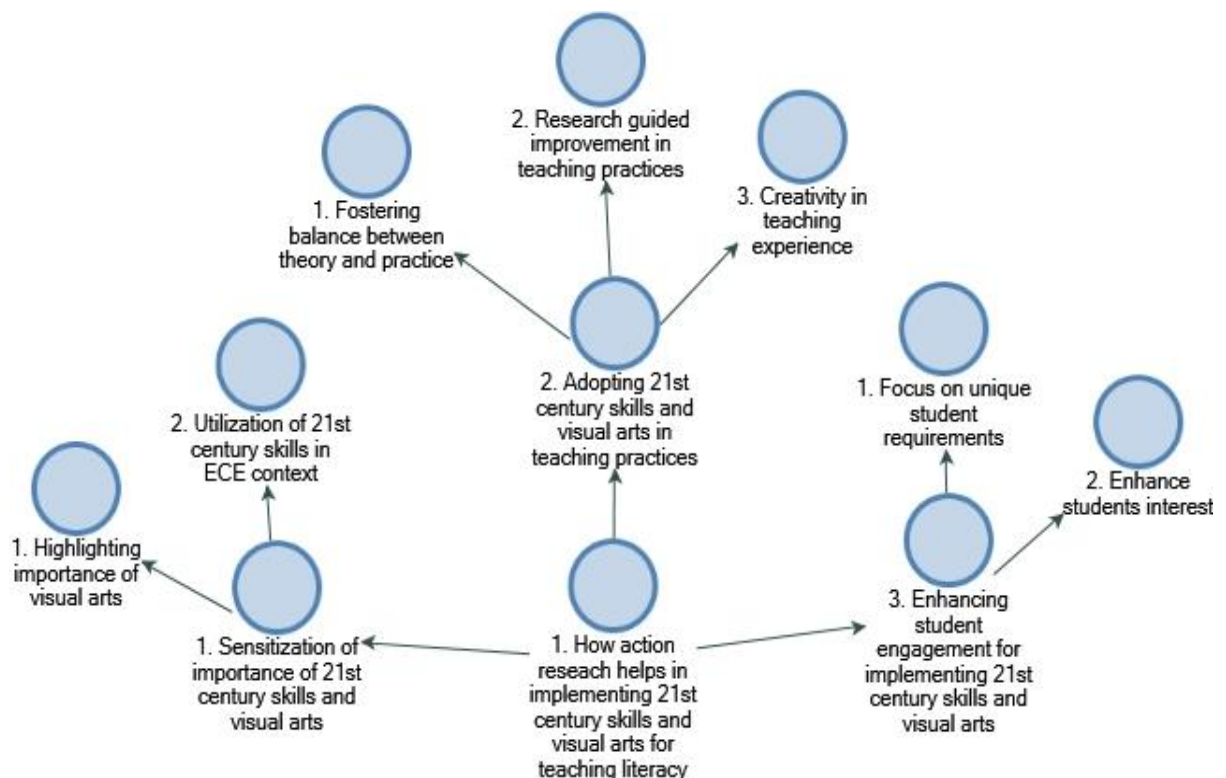 2. Research guided
improvement in
teaching practices
1. Fostering
balance between
theory and practice
3. Creativity in
teaching
experience
2. Adopting 21st
century skills and
visual arts in
teaching practices
1. Focus on unique
student
requirements
2. Utilization of 21st
century skills in
ECE context
2. Enhance
students interest
1. Highlighting
importance of
visual arts
1. Sensitization of
importance of 21st
century skills and
visual arts
1. How action
reseach helps in
implementing 21st
century skills and
visual arts for
teaching literacy
3. Enhancing
student
engagement for
implementing 21st
century skills and
visual arts